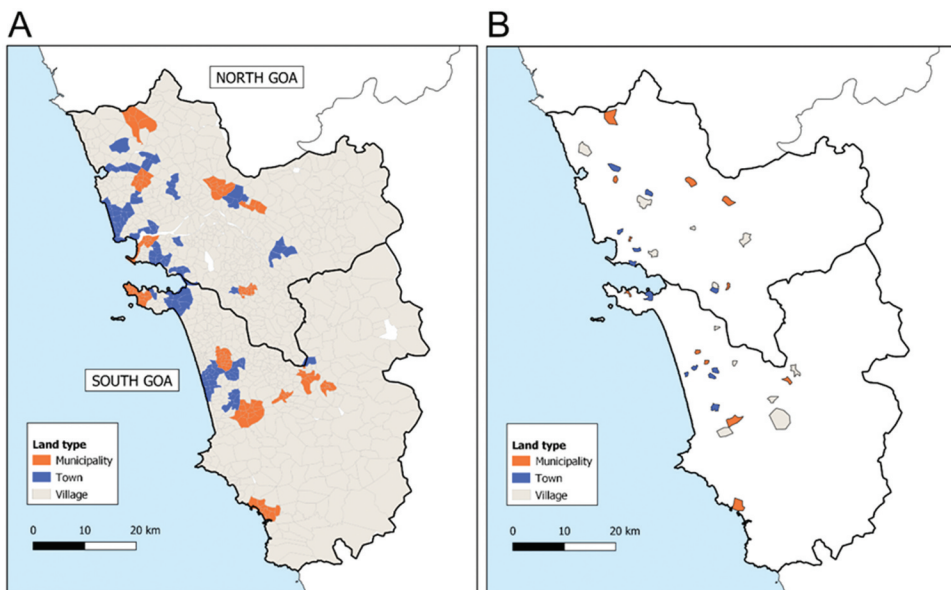 A
NORTH GOA
SOUTH GOA
Land type
Municipality
Town
Village
0 10 20 km
B
Land type
Municipality
Town
Village
0 10 20 km